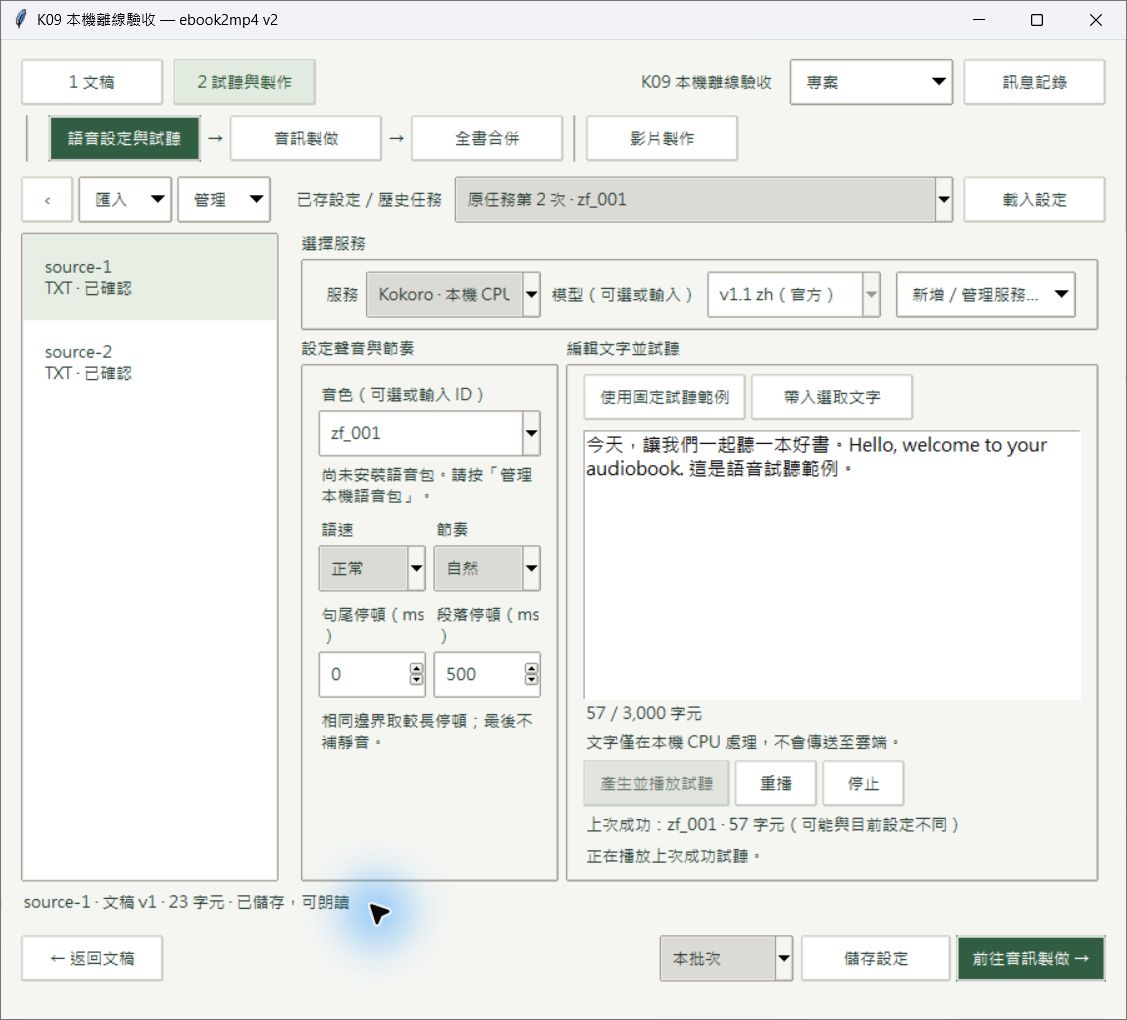 K09 本機離線驗收 — ebook2mp4 v2
1 文稿
2 試聽與製作
K09 本機離線驗收
專案
訊息記錄
語音設定與試聽
→
音訊製做
→
全書合併
影片製作
‹
匯入
管理
已存設定 / 歷史任務
原任務第 2 次 · zf_001
載入設定
source-1
TXT · 已確認
source-2
TXT · 已確認
選擇服務
服務
Kokoro · 本機 CPU
模型（可選或輸入）
v1.1 zh（官方）
新增 / 管理服務...
設定聲音與節奏
音色（可選或輸入 ID）
zf_001
尚未安裝語音包。請按「管理
本機語音包」。
語速
節奏
正常
自然
句尾停頓（ms
）
段落停頓（ms
）
0
500
相同邊界取較長停頓；最後不
補靜音。
編輯文字並試聽
使用固定試聽範例
帶入選取文字
今天，讓我們一起聽一本好書。Hello, welcome to your
audiobook. 這是語音試聽範例。
57 / 3,000 字元
文字僅在本機 CPU 處理，不會傳送至雲端。
產生並播放試聽
重播
停止
上次成功：zf_001 · 57 字元（可能與目前設定不同）
正在播放上次成功試聽。
source-1 · 文稿 v1 · 23 字元 · 已儲存，可朗讀
← 返回文稿
本批次
儲存設定
前往音訊製做 →